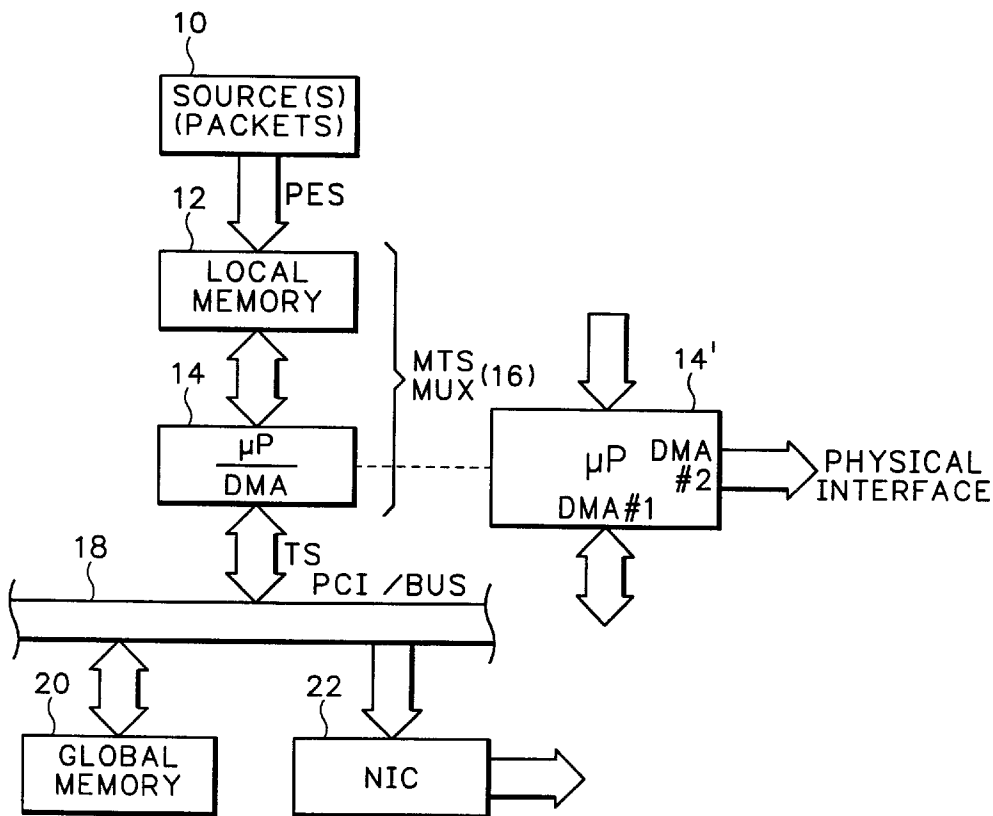 10
SOURCE(S)
(PACKETS)
PES
12
LOCAL
MEMORY
14
µP
DMA
MTS
MUX (16)
14'
µP
DMA
#2
DMA#1
PHYSICAL
INTERFACE
TS
18
PCI /BUS
20
GLOBAL
MEMORY
22
NIC